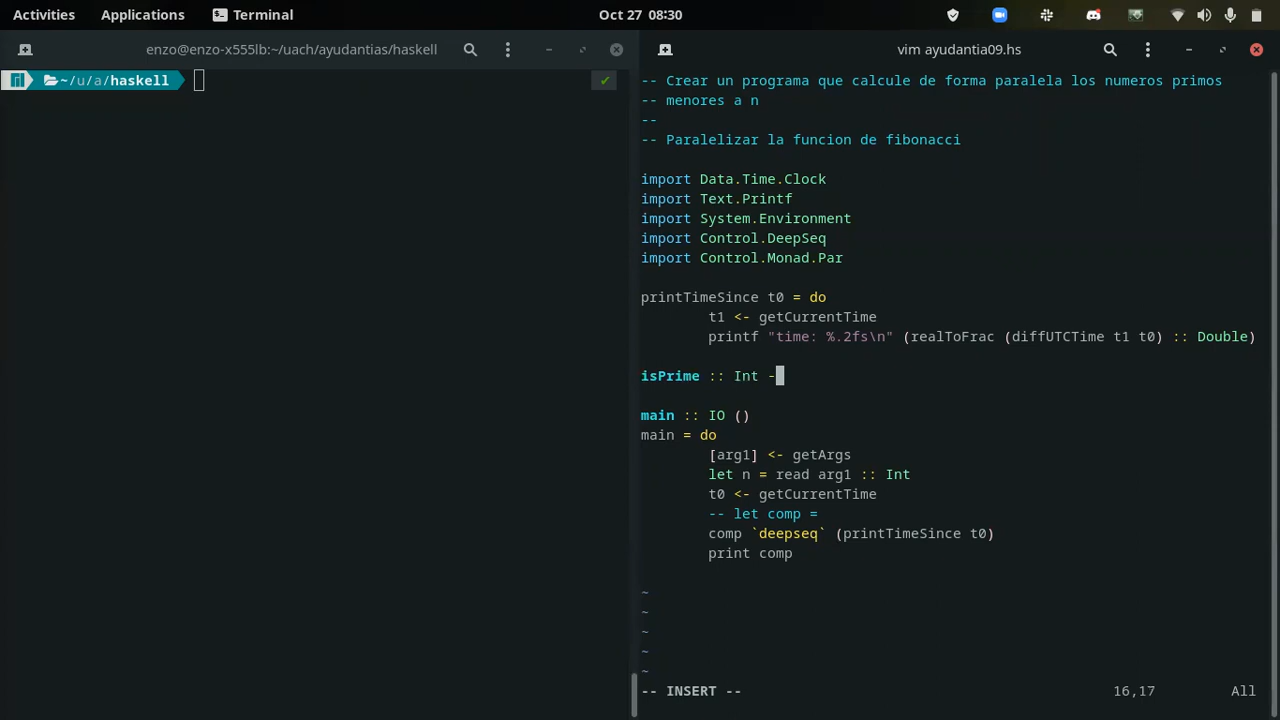 Activities Applications Terminal Oct 27 08:30
enzo@enzo-x555lb:~/uach/ayudantias/haskell
~/u/a/haskell
vim ayudantia09.hs
-- Crear un programa que calcule de forma paralela los numeros primos
-- menores a n
--
-- Paralelizar la funcion de fibonacci
import Data.Time.Clock
import Text.Printf
import System.Environment
import Control.DeepSeq
import Control.Monad.Par
printTimeSince t0 = do
t1 <- getCurrentTime
printf "time: %.2fs\n" (realToFrac (diffUTCTime t1 t0) :: Double)
isPrime :: Int -
main :: IO ()
main = do
[arg1] <- getArgs
let n = read arg1 :: Int
t0 <- getCurrentTime
-- let comp =
comp `deepseq` (printTimeSince t0)
print comp
~
~
~
~
~
-- INSERT -- 16,17 All